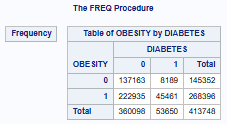 The FREQ Procedure
Frequency
Table of OBESITY by DIABETES
DIABETES
OBESITY 0 1 Total
0 137163 8189 145352
1 222935 45461 268396
Total 360098 53650 413748